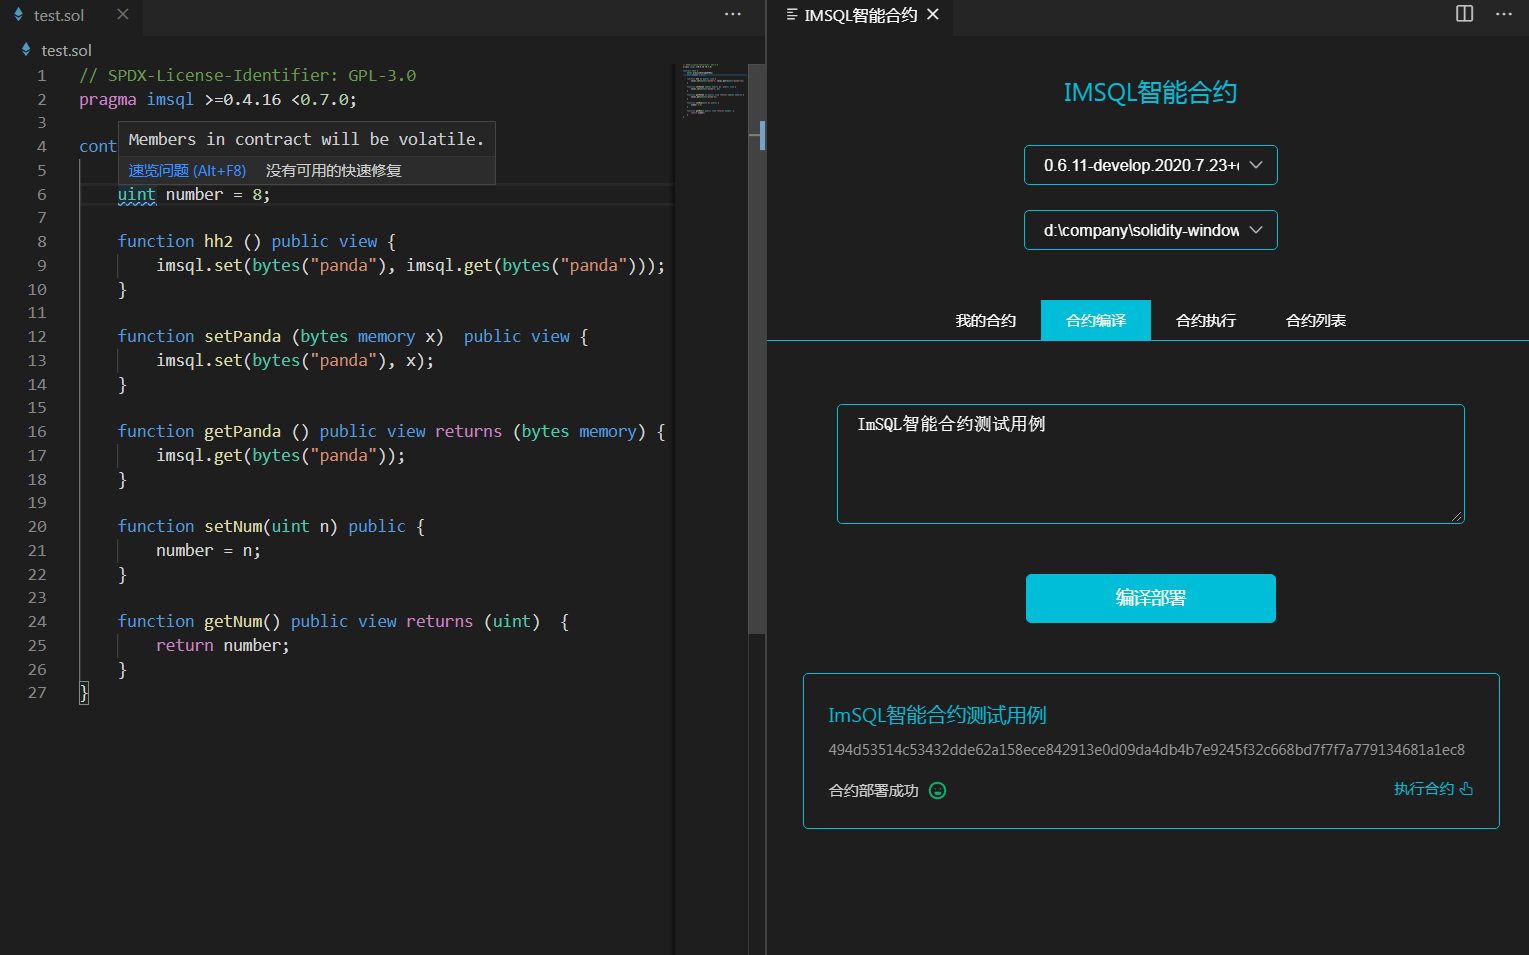 test.sol
IMSQL智能合约
test.sol
1 // SPDX-License-Identifier: GPL-3.0
2 pragma imsql >=0.4.16 <0.7.0;
3
4 cont
Members in contract will be volatile.
速览问题 (Alt+F8) 没有可用的快速修复
5
6 uint number = 8;
7
8 function hh2 () public view {
9 imsql.set(bytes("panda"), imsql.get(bytes("panda")));
10 }
11
12 function setPanda (bytes memory x)  public view {
13 imsql.set(bytes("panda"), x);
14 }
15
16 function getPanda () public view returns (bytes memory) {
17 imsql.get(bytes("panda"));
18 }
19
20 function setNum(uint n) public {
21 number = n;
22 }
23
24 function getNum() public view returns (uint)  {
25 return number;
26 }
27 }
IMSQL智能合约
0.6.11-develop.2020.7.23+
d:\company\solidity-window
我的合约 合约编译 合约执行 合约列表
ImSQL智能合约测试用例
编译部署
ImSQL智能合约测试用例
494d53514c53432dde62a158ece842913e0d09da4db4b7e9245f32c668bd7f7f7a779134681a1ec8
合约部署成功
执行合约